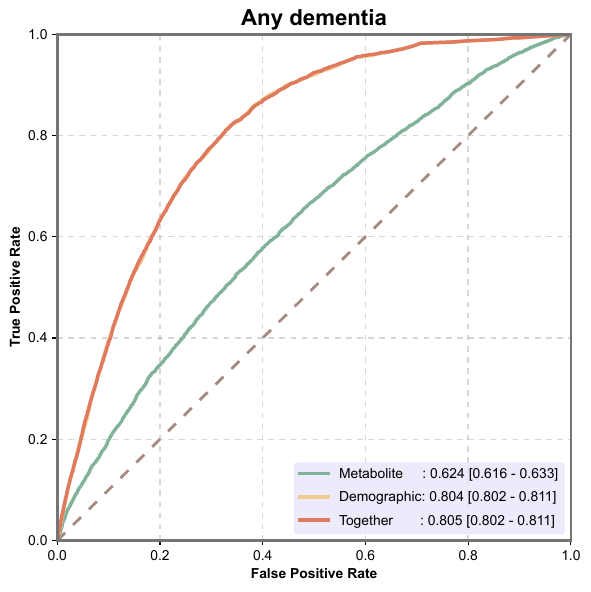 Any dementia
1.0
0.8
0.6
0.4
0.2
0.0
True Positive Rate
Metabolite : 0.624 [0.616 - 0.633]
Demographic: 0.804 [0.802 - 0.811]
Together : 0.805 [0.802 - 0.811]
0.0 0.2 0.4 0.6 0.8 1.0
False Positive Rate